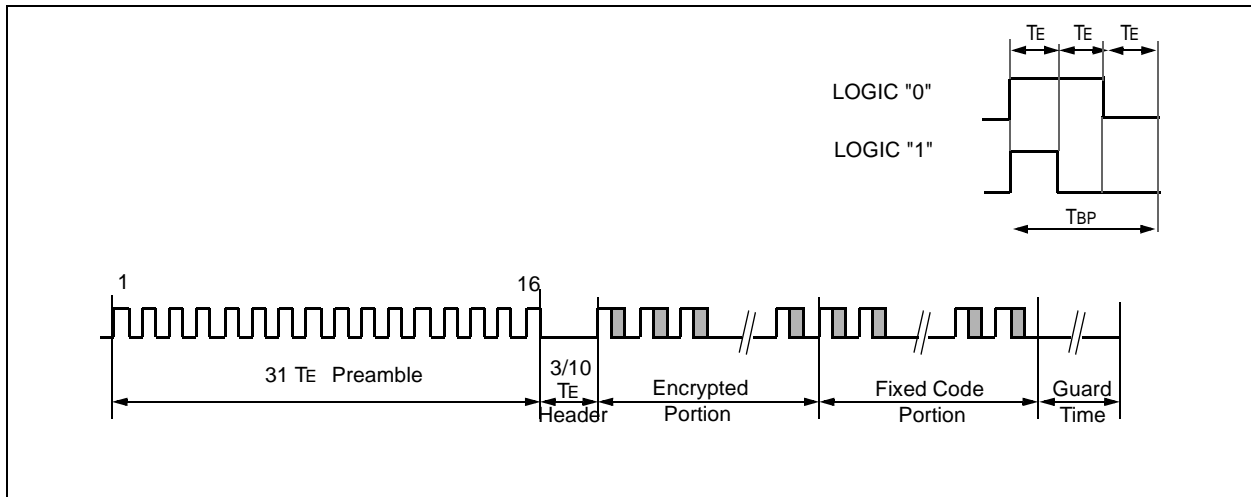 TE TE TE
LOGIC "0"
LOGIC "1"
TBP
1
16
31 TE Preamble
3/10
TE
Header
Encrypted
Portion
Fixed Code
Portion
Guard
Time